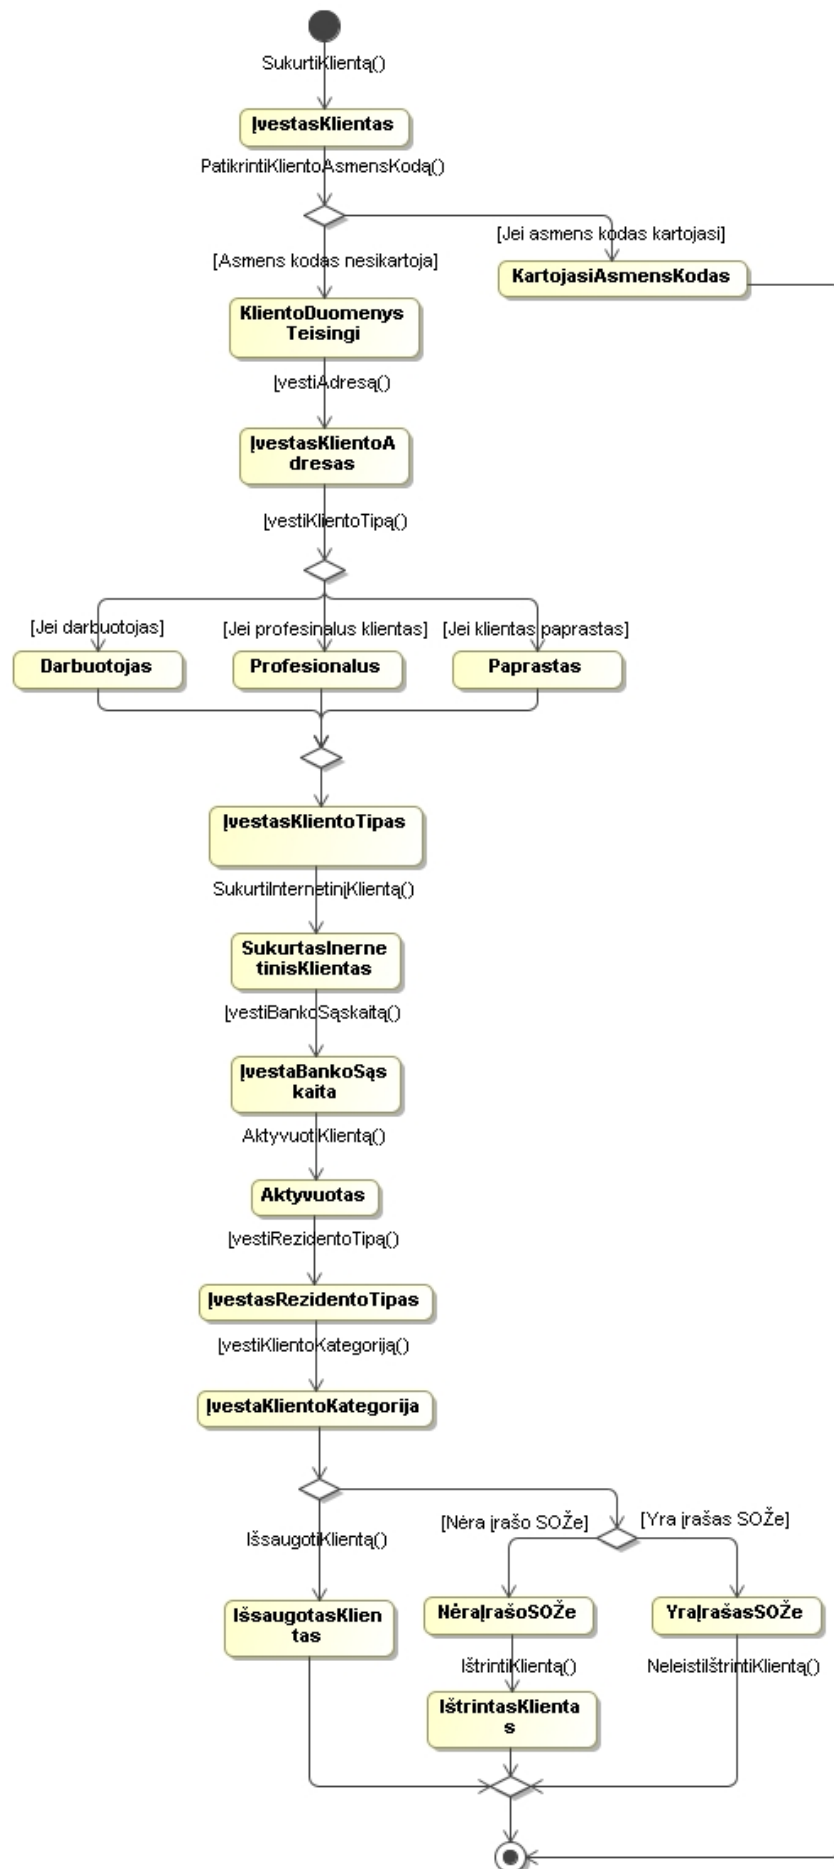 SukurtiKlientą()
ĮvestasKlientas
PatikrintiKlientoAsmensKodą()
[Jei asmens kodas kartojasi]
[Asmens kodas nesikartoja]
KartojasiAsmensKodas
KlientoDuomenys
Teisingi
ĮvestiAdresą()
ĮvestasKlientoA
dresas
ĮvestiKlientoTipą()
[Jei darbuotojas]
[Jei profesinalus klientas]
[Jei klientas paprastas]
Darbuotojas
Profesionalus
Paprastas
ĮvestasKlientoTipas
SukurtiInternetinįKlientą()
SukurtasInerne
tinisKlientas
ĮvestiBankoSąskaitą()
ĮvestaBankoSąs
kaita
AktyvuotiKlientą()
Aktyvuotas
ĮvestiRezidentoTipą()
ĮvestasRezidentoTipas
ĮvestiKlientoKategoriją()
ĮvestaKlientoKategorija
[Nėra įrašo SOŽe]
[Yra įrašas SOŽe]
IšsaugotiKlientą()
IšsaugotasKlien
tas
NėraĮrašoSOŽe
YraĮrašasSOŽe
IštrintiKlientą()
NeleistiIštrintiKlientą()
IštrintasKlienta
s